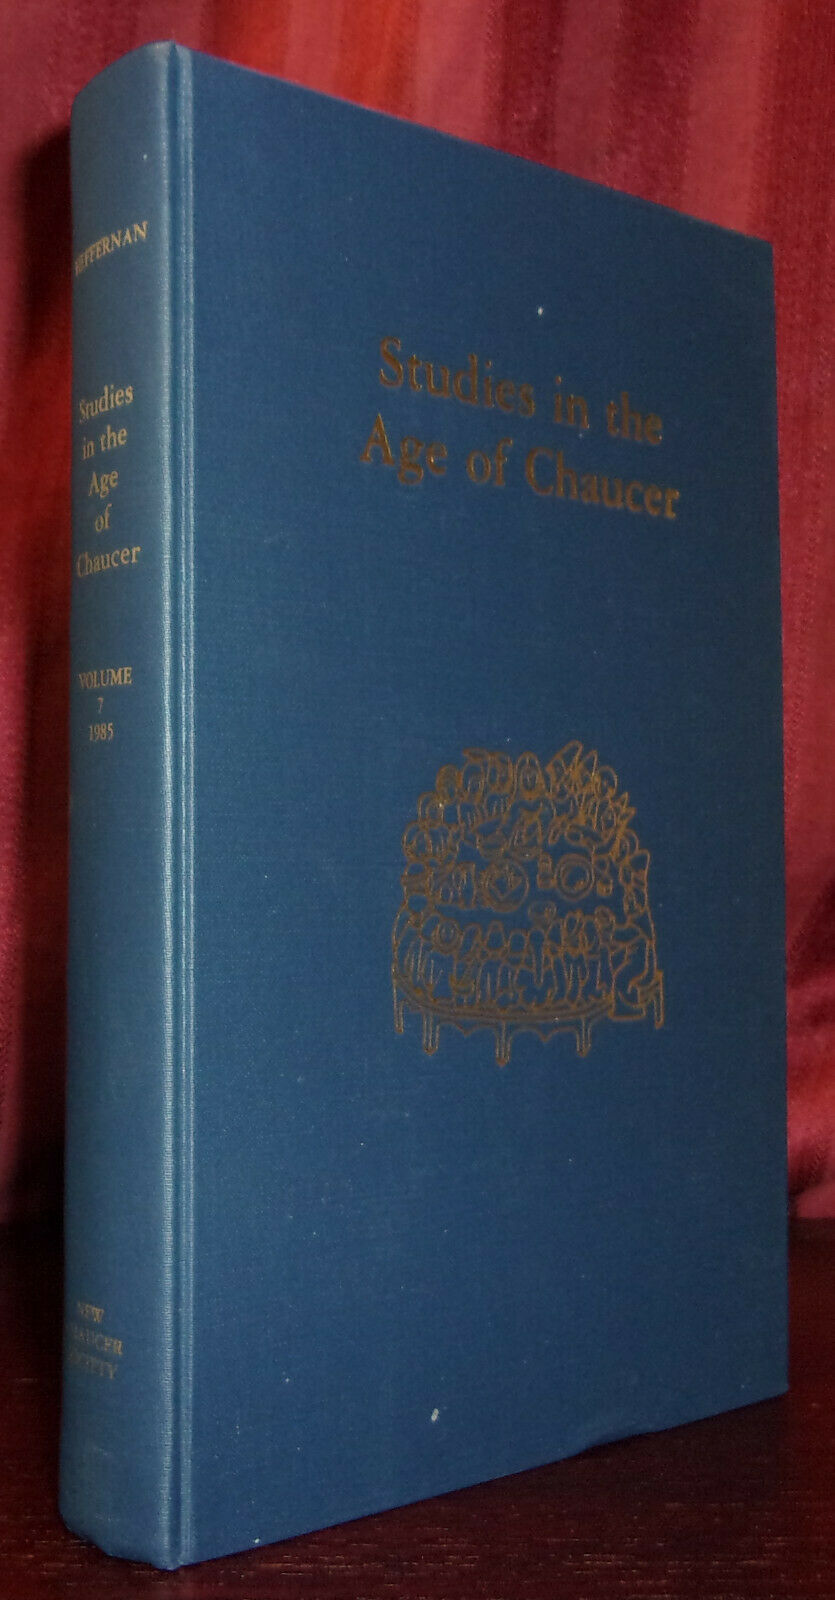 HEFFERNAN
Studies
in the
Age
of
Chaucer
VOLUME
7
1985
NEW
CHAUCER
SOCIETY
Studies in the
Age of Chaucer